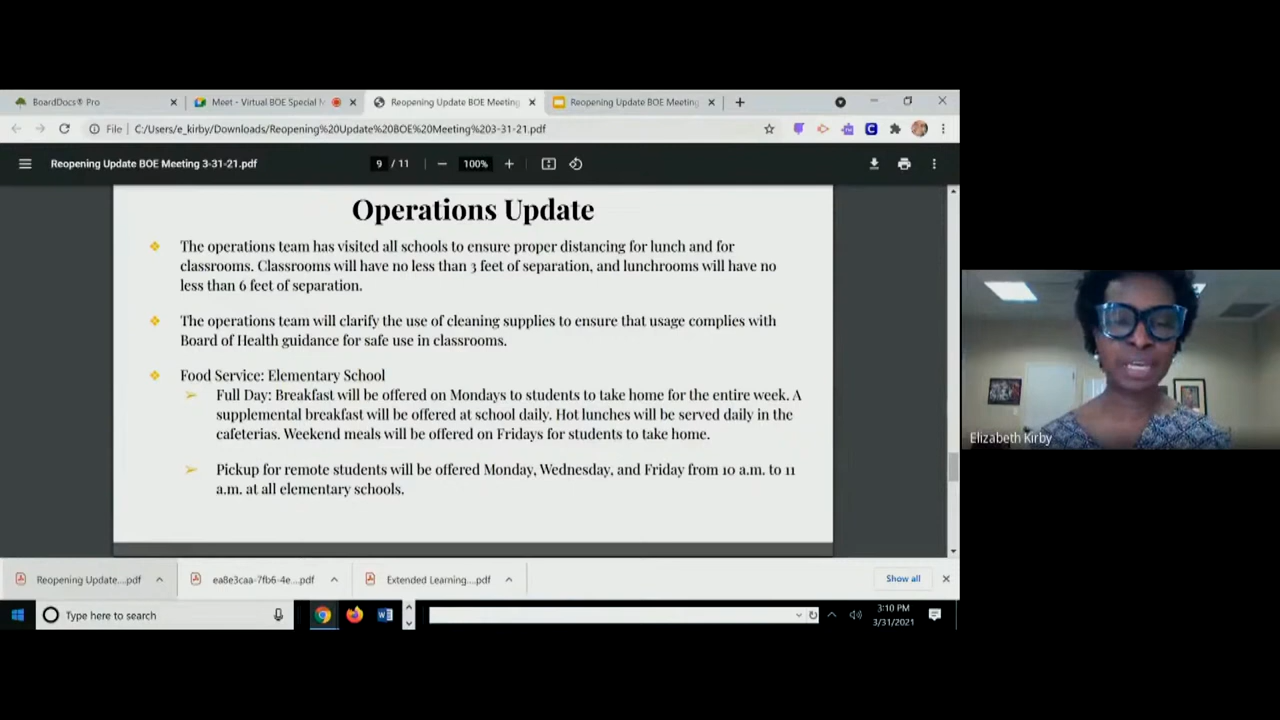 BoardDocs® Pro
Meet - Virtual BOE Special M
Reopening Update BOE Meeting
Reopening Update BOE Meeting
File | C:/Users/e_kirby/Downloads/Reopening%20Update%20BOE%20Meeting%203-31-21.pdf
Reopening Update BOE Meeting 3-31-21.pdf
9 / 11
100%
Operations Update
The operations team has visited all schools to ensure proper distancing for lunch and for
classrooms. Classrooms will have no less than 3 feet of separation, and lunchrooms will have no
less than 6 feet of separation.
The operations team will clarify the use of cleaning supplies to ensure that usage complies with
Board of Health guidance for safe use in classrooms.
Food Service: Elementary School
Full Day: Breakfast will be offered on Mondays to students to take home for the entire week. A
supplemental breakfast will be offered at school daily. Hot lunches will be served daily in the
cafeterias. Weekend meals will be offered on Fridays for students to take home.
Pickup for remote students will be offered Monday, Wednesday, and Friday from 10 a.m. to 11
a.m. at all elementary schools.
Elizabeth Kirby
Reopening Update....pdf
ea8e3caa-7fb6-4e....pdf
Extended Learning....pdf
Show all
Type here to search
3:10 PM
3/31/2021